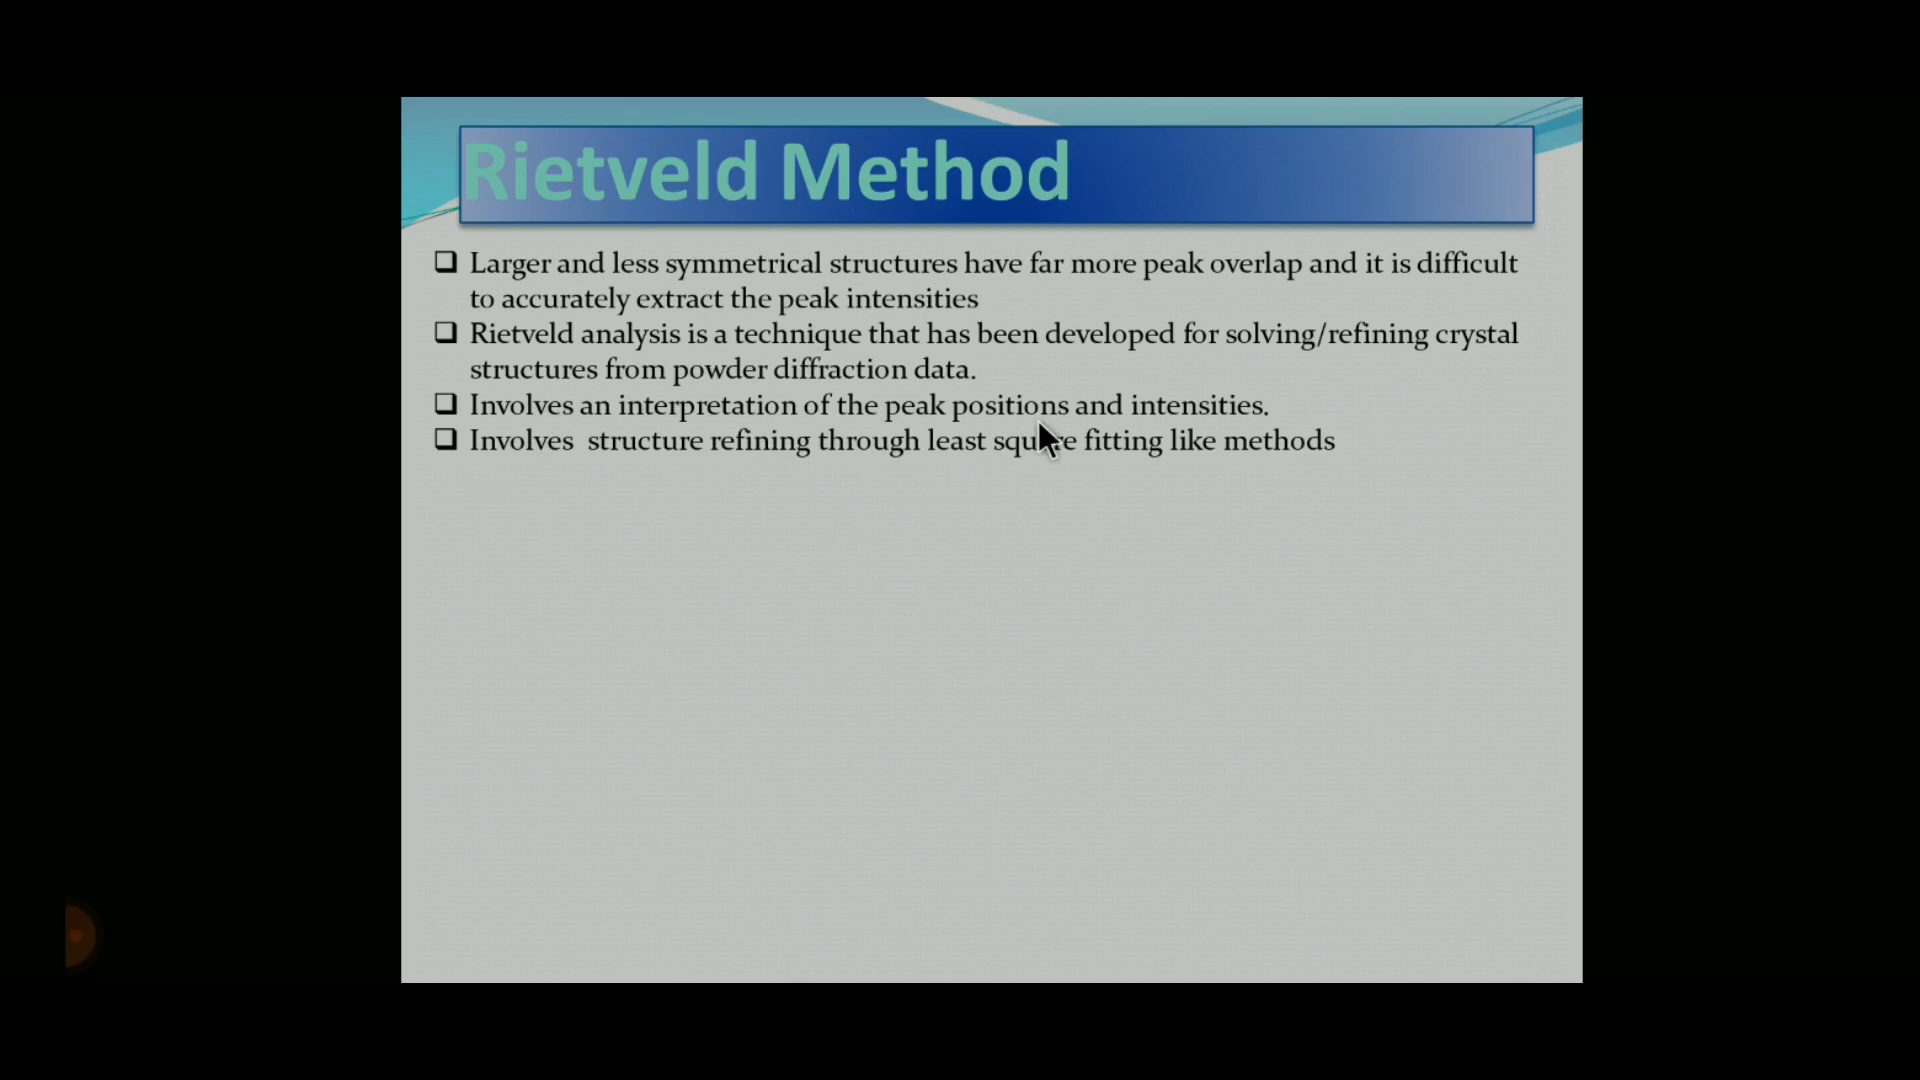 Rietveld Method
❑ Larger and less symmetrical structures have far more peak overlap and it is difficult
to accurately extract the peak intensities
❑ Rietveld analysis is a technique that has been developed for solving/refining crystal
structures from powder diffraction data.
❑ Involves an interpretation of the peak positions and intensities.
❑ Involves  structure refining through least square fitting like methods